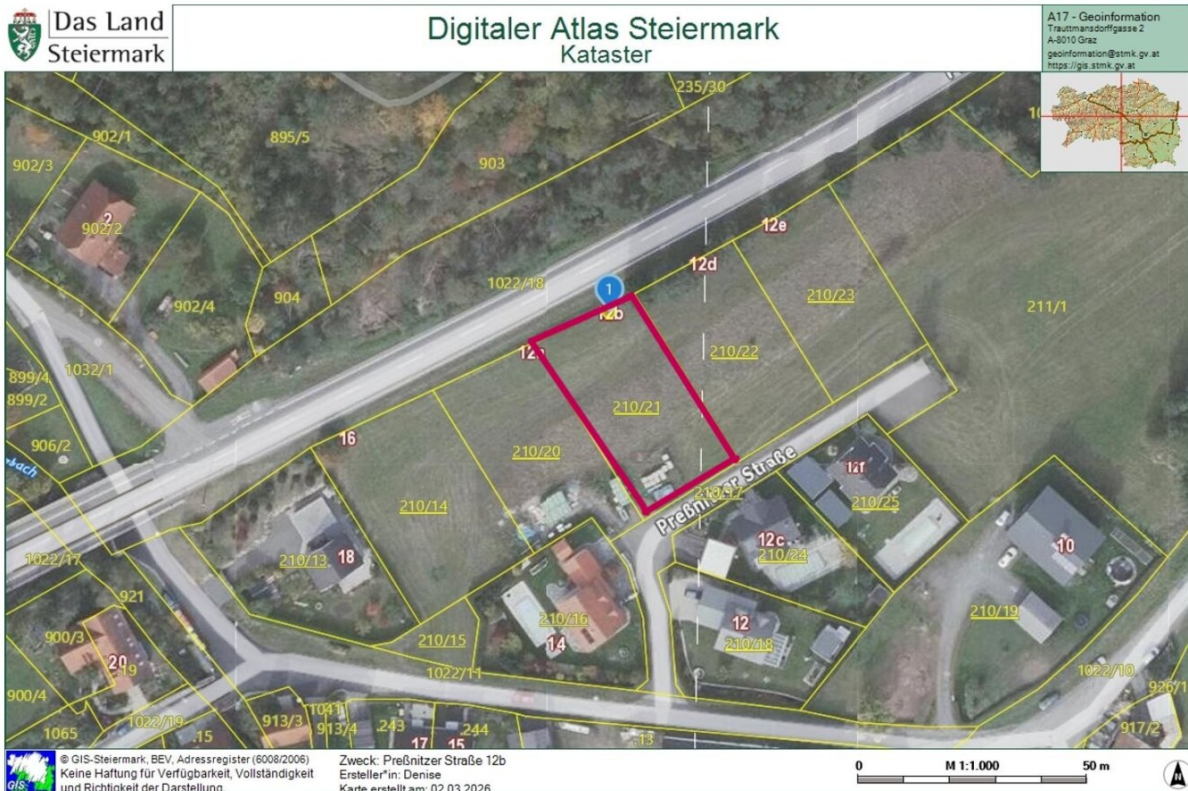 Das Land
Steiermark
Digitaler Atlas Steiermark
Kataster
A17 - Geoinformation
Trauttmansdorffgasse 2
A-8010 Graz
geoinformation@stmk.gv.at
https://gis.stmk.gv.at
235/30
902/1
895/5
902/3
903
2
902/2
12e
1022/18
12d
904
1
902/4
210/23
211/1
12b
12a
210/22
1032/1
899/4
899/2
210/21
906/2
16
210/20
Preßnitzer Straße
12f
210/17
210/25
210/14
12c
210/24
10
1022/17
210/13
18
921
210/16
12
210/19
900/3
210/15
14
210/18
20
19
1022/11
1022/10
900/4
1041
1065
1022/19
.15
913/3
913/4
.243
.244
17
15
.13
917/2
© GIS-Steiermark, BEV, Adressregister (6008/2006)
Keine Haftung für Verfügbarkeit, Vollständigkeit
und Richtigkeit der Darstellung
GIS
Zweck: Preßnitzer Straße 12b
Ersteller*in: Denise
Karte erstellt am: 02.03.2026
0 M 1:1.000 50 m
N